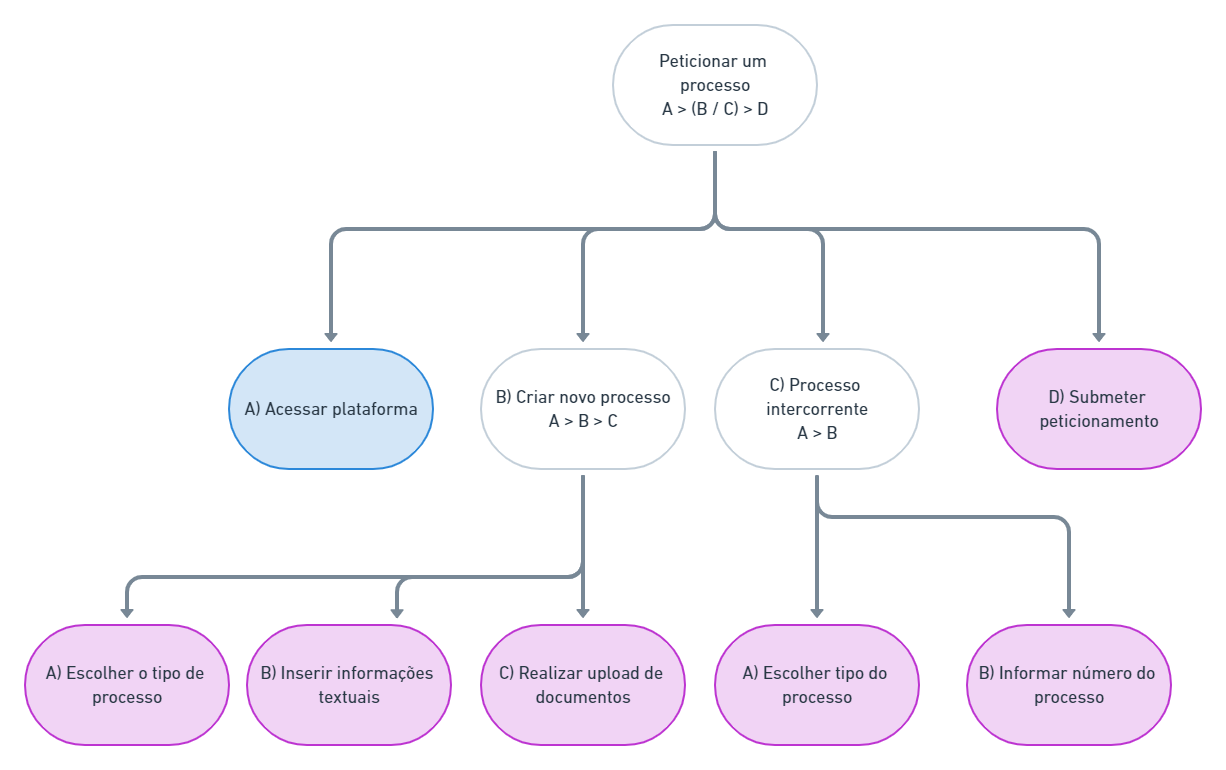 Peticionar um
processo
A > (B / C) > D
A) Acessar plataforma
B) Criar novo processo
A > B > C
C) Processo
intercorrente
A > B
D) Submeter
peticionamento
A) Escolher o tipo de
processo
B) Inserir informações
textuais
C) Realizar upload de
documentos
A) Escolher tipo do
processo
B) Informar número do
processo